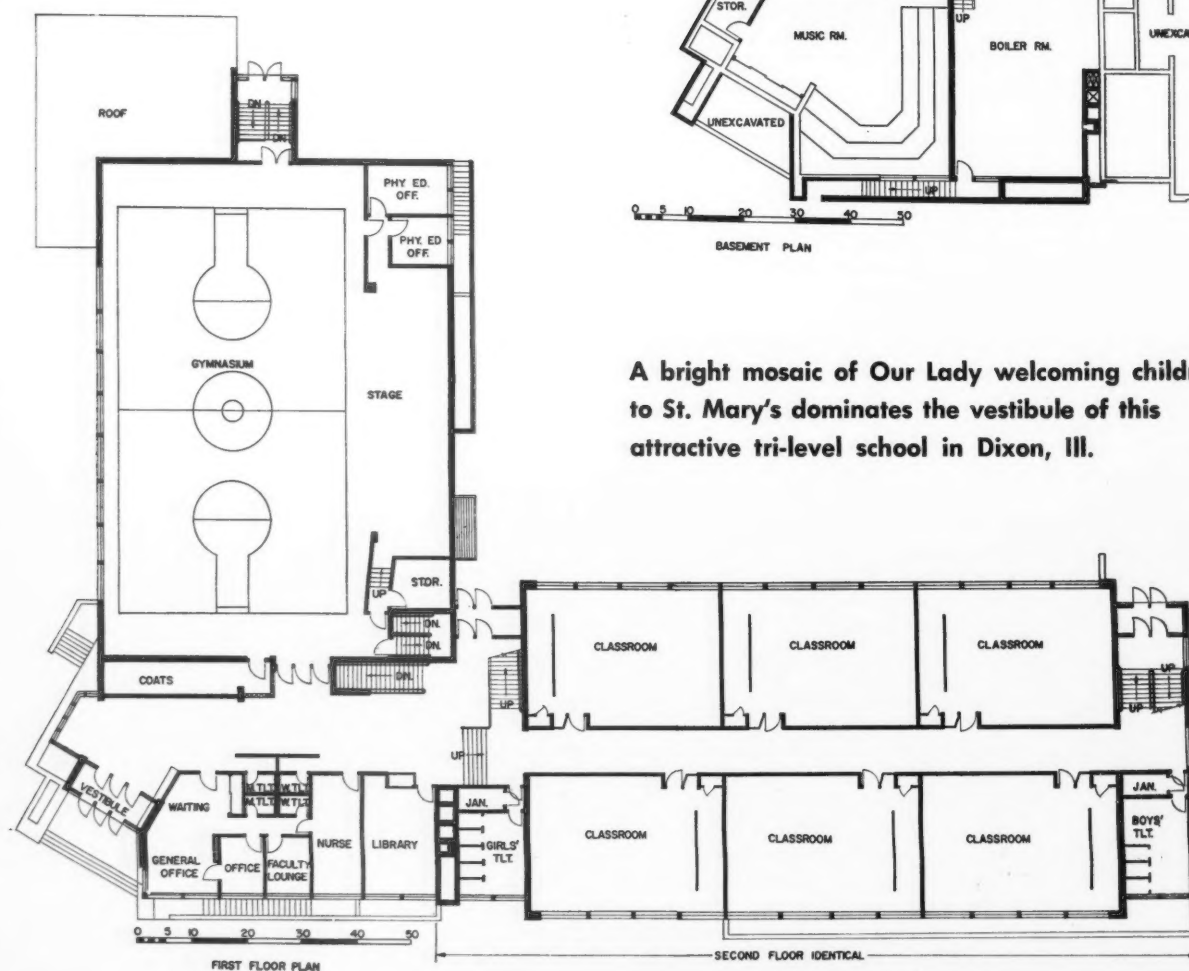 STOR.
UP
MUSIC RM.
BOILER RM.
UNEXCAVATED
UP
0 5 10 20 30 40 50
BASEMENT PLAN
ROOF
DN
DN
PHY. ED.
OFF.
PHY. ED
OFF.
GYMNASIUM
STAGE
STOR.
UP
DN.
DN.
COATS
DN.
UP
UP
VESTIBULE
WAITING
M. TLT.
W. TLT.
M. TLT.
W. TLT.
GENERAL
OFFICE
OFFICE
FACULTY
LOUNGE
NURSE
LIBRARY
JAN.
GIRLS'
TLT.
CLASSROOM
CLASSROOM
CLASSROOM
CLASSROOM
CLASSROOM
CLASSROOM
UP
UP
JAN.
BOYS'
TLT.
0 5 10 20 30 40 50
FIRST FLOOR PLAN
SECOND FLOOR IDENTICAL
A bright mosaic of Our Lady welcoming
to St. Mary's dominates the vestibule of this
attractive tri-level school in Dixon, Ill.